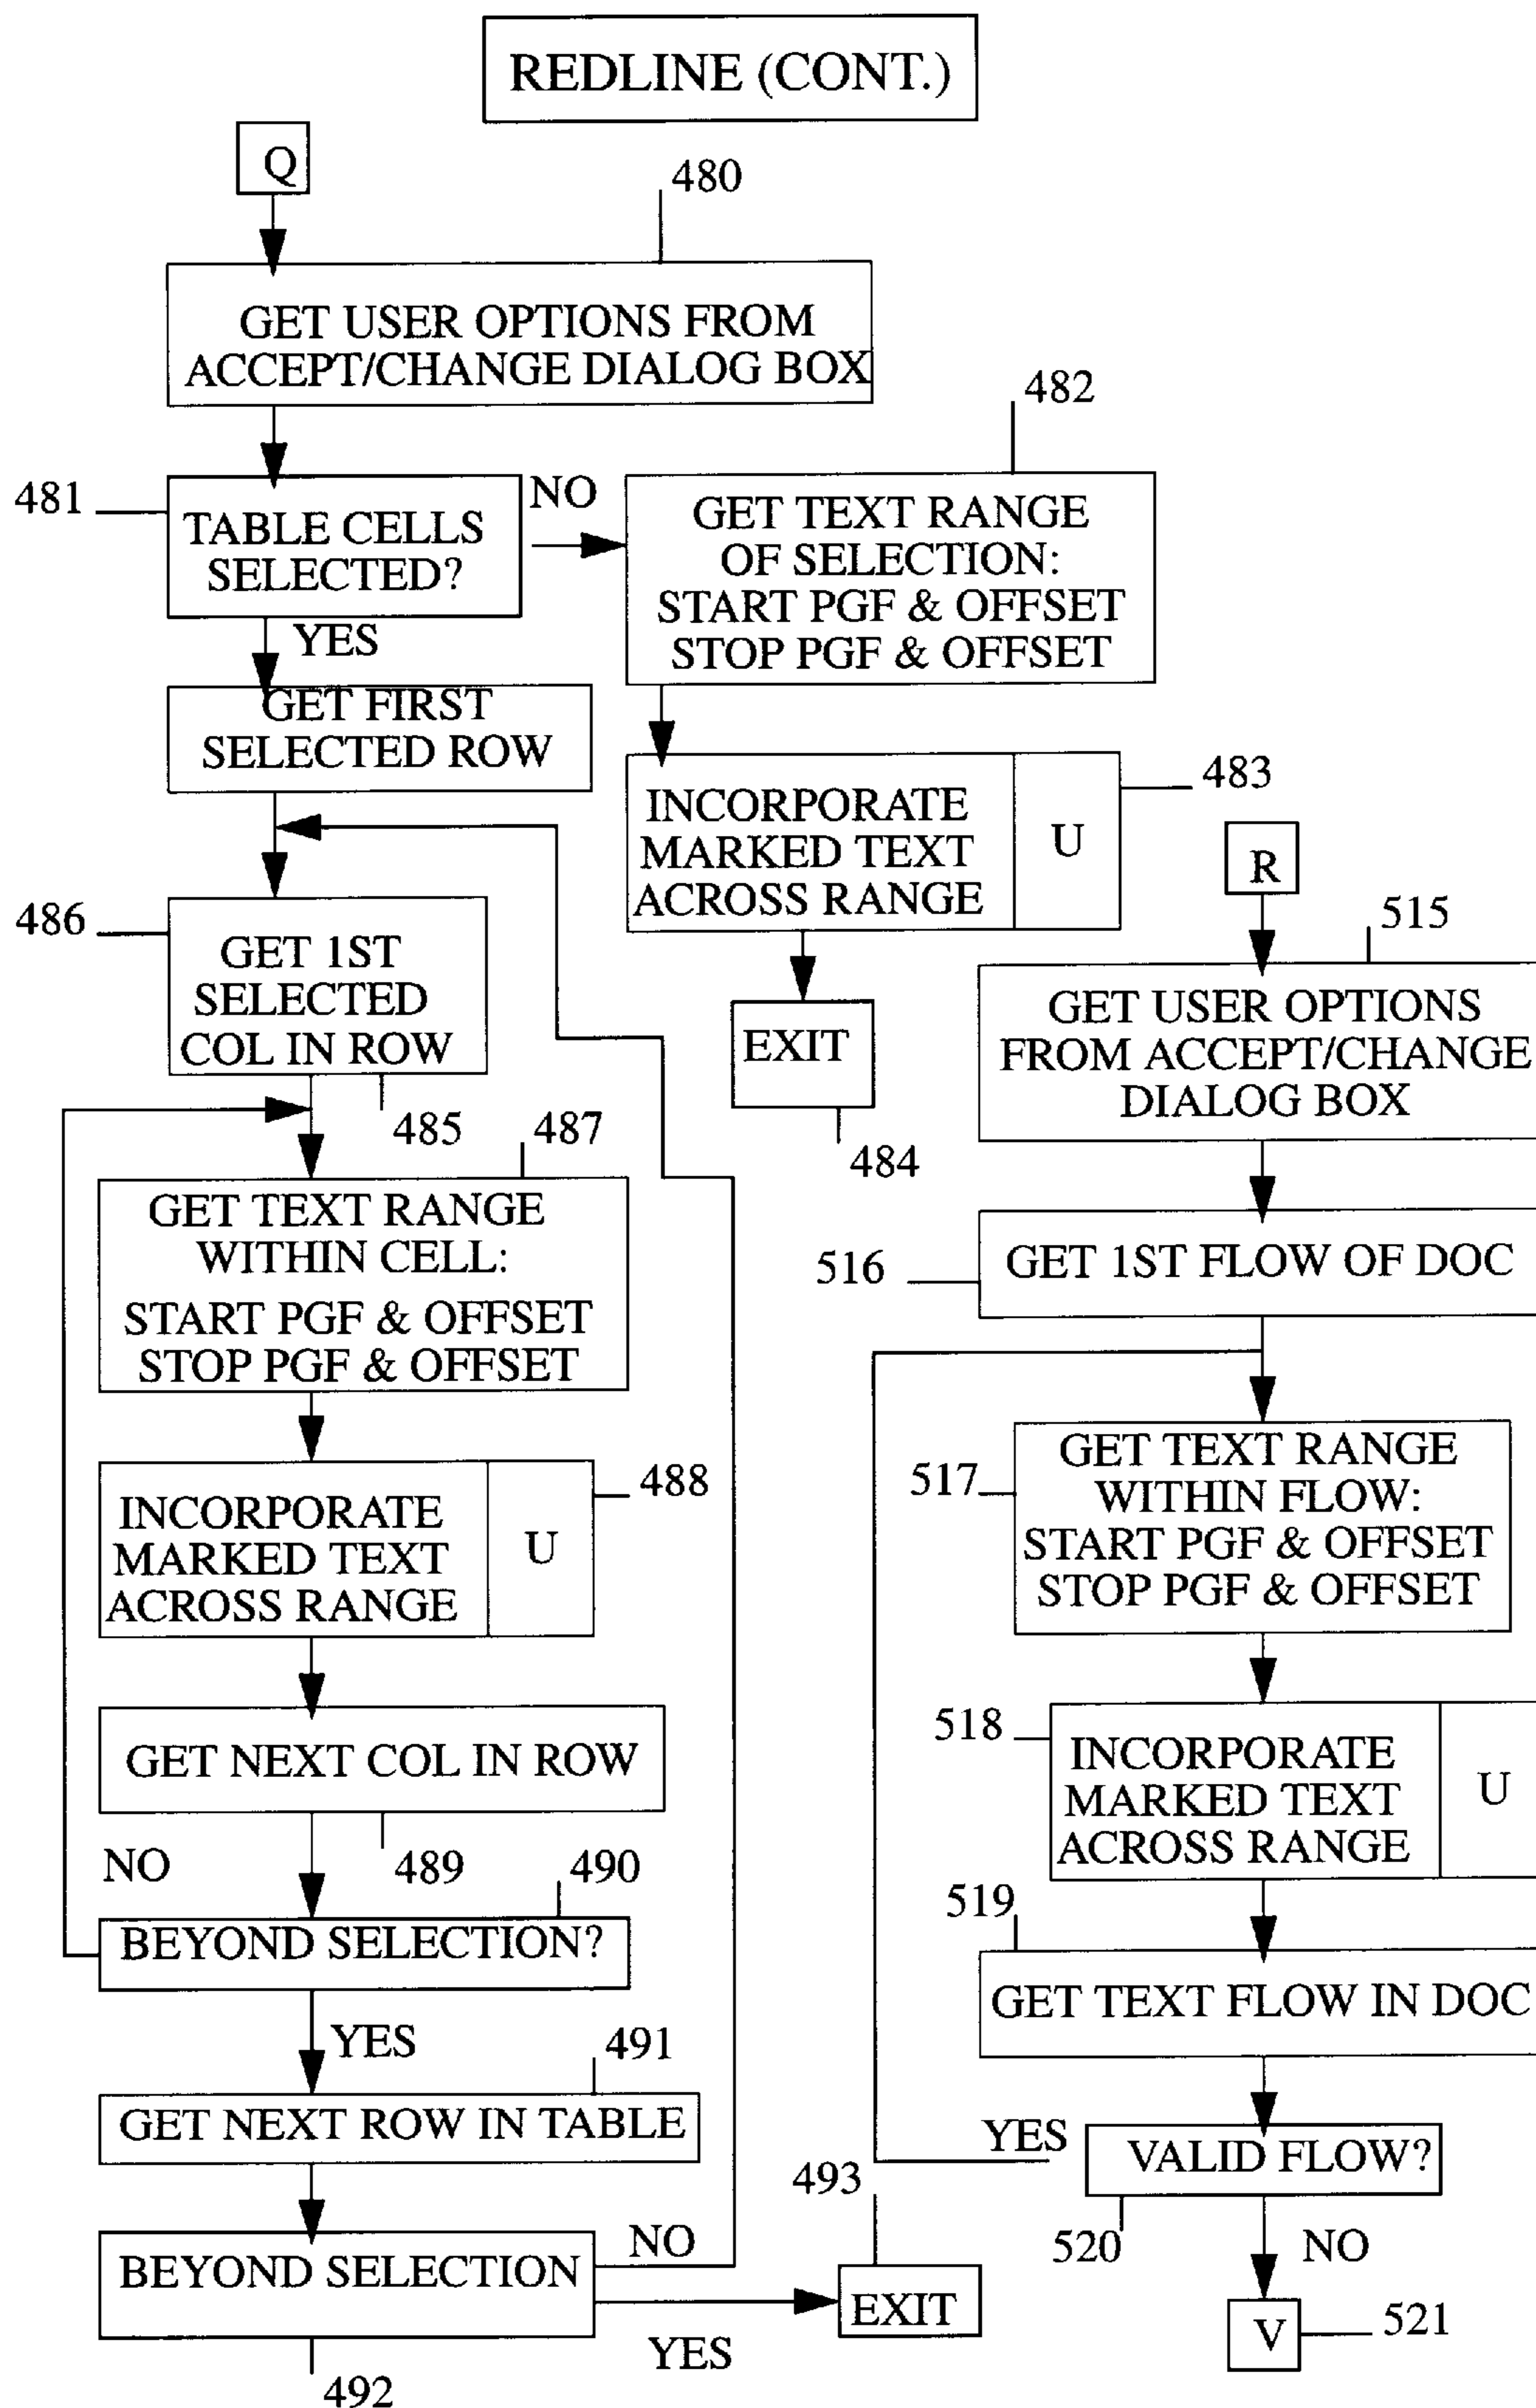 REDLINE (CONT.)
Q
480
GET USER OPTIONS FROM
ACCEPT/CHANGE DIALOG BOX
482
481
TABLE CELLS
SELECTED?
NO
YES
GET TEXT RANGE
OF SELECTION:
START PGF & OFFSET
STOP PGF & OFFSET
GET FIRST
SELECTED ROW
INCORPORATE
MARKED TEXT
ACROSS RANGE
U
483
484
EXIT
486
GET 1ST
SELECTED
COL IN ROW
485
487
GET TEXT RANGE
WITHIN CELL:
START PGF & OFFSET
STOP PGF & OFFSET
INCORPORATE
MARKED TEXT
ACROSS RANGE
U
488
GET NEXT COL IN ROW
489
490
NO
BEYOND SELECTION?
YES
491
GET NEXT ROW IN TABLE
BEYOND SELECTION
NO
YES
492
493
EXIT
R
515
GET USER OPTIONS
FROM ACCEPT/CHANGE
DIALOG BOX
516
GET 1ST FLOW OF DOC
517
GET TEXT RANGE
WITHIN FLOW:
START PGF & OFFSET
STOP PGF & OFFSET
518
INCORPORATE
MARKED TEXT
ACROSS RANGE
U
519
GET TEXT FLOW IN DOC
YES
VALID FLOW?
520
NO
V
521